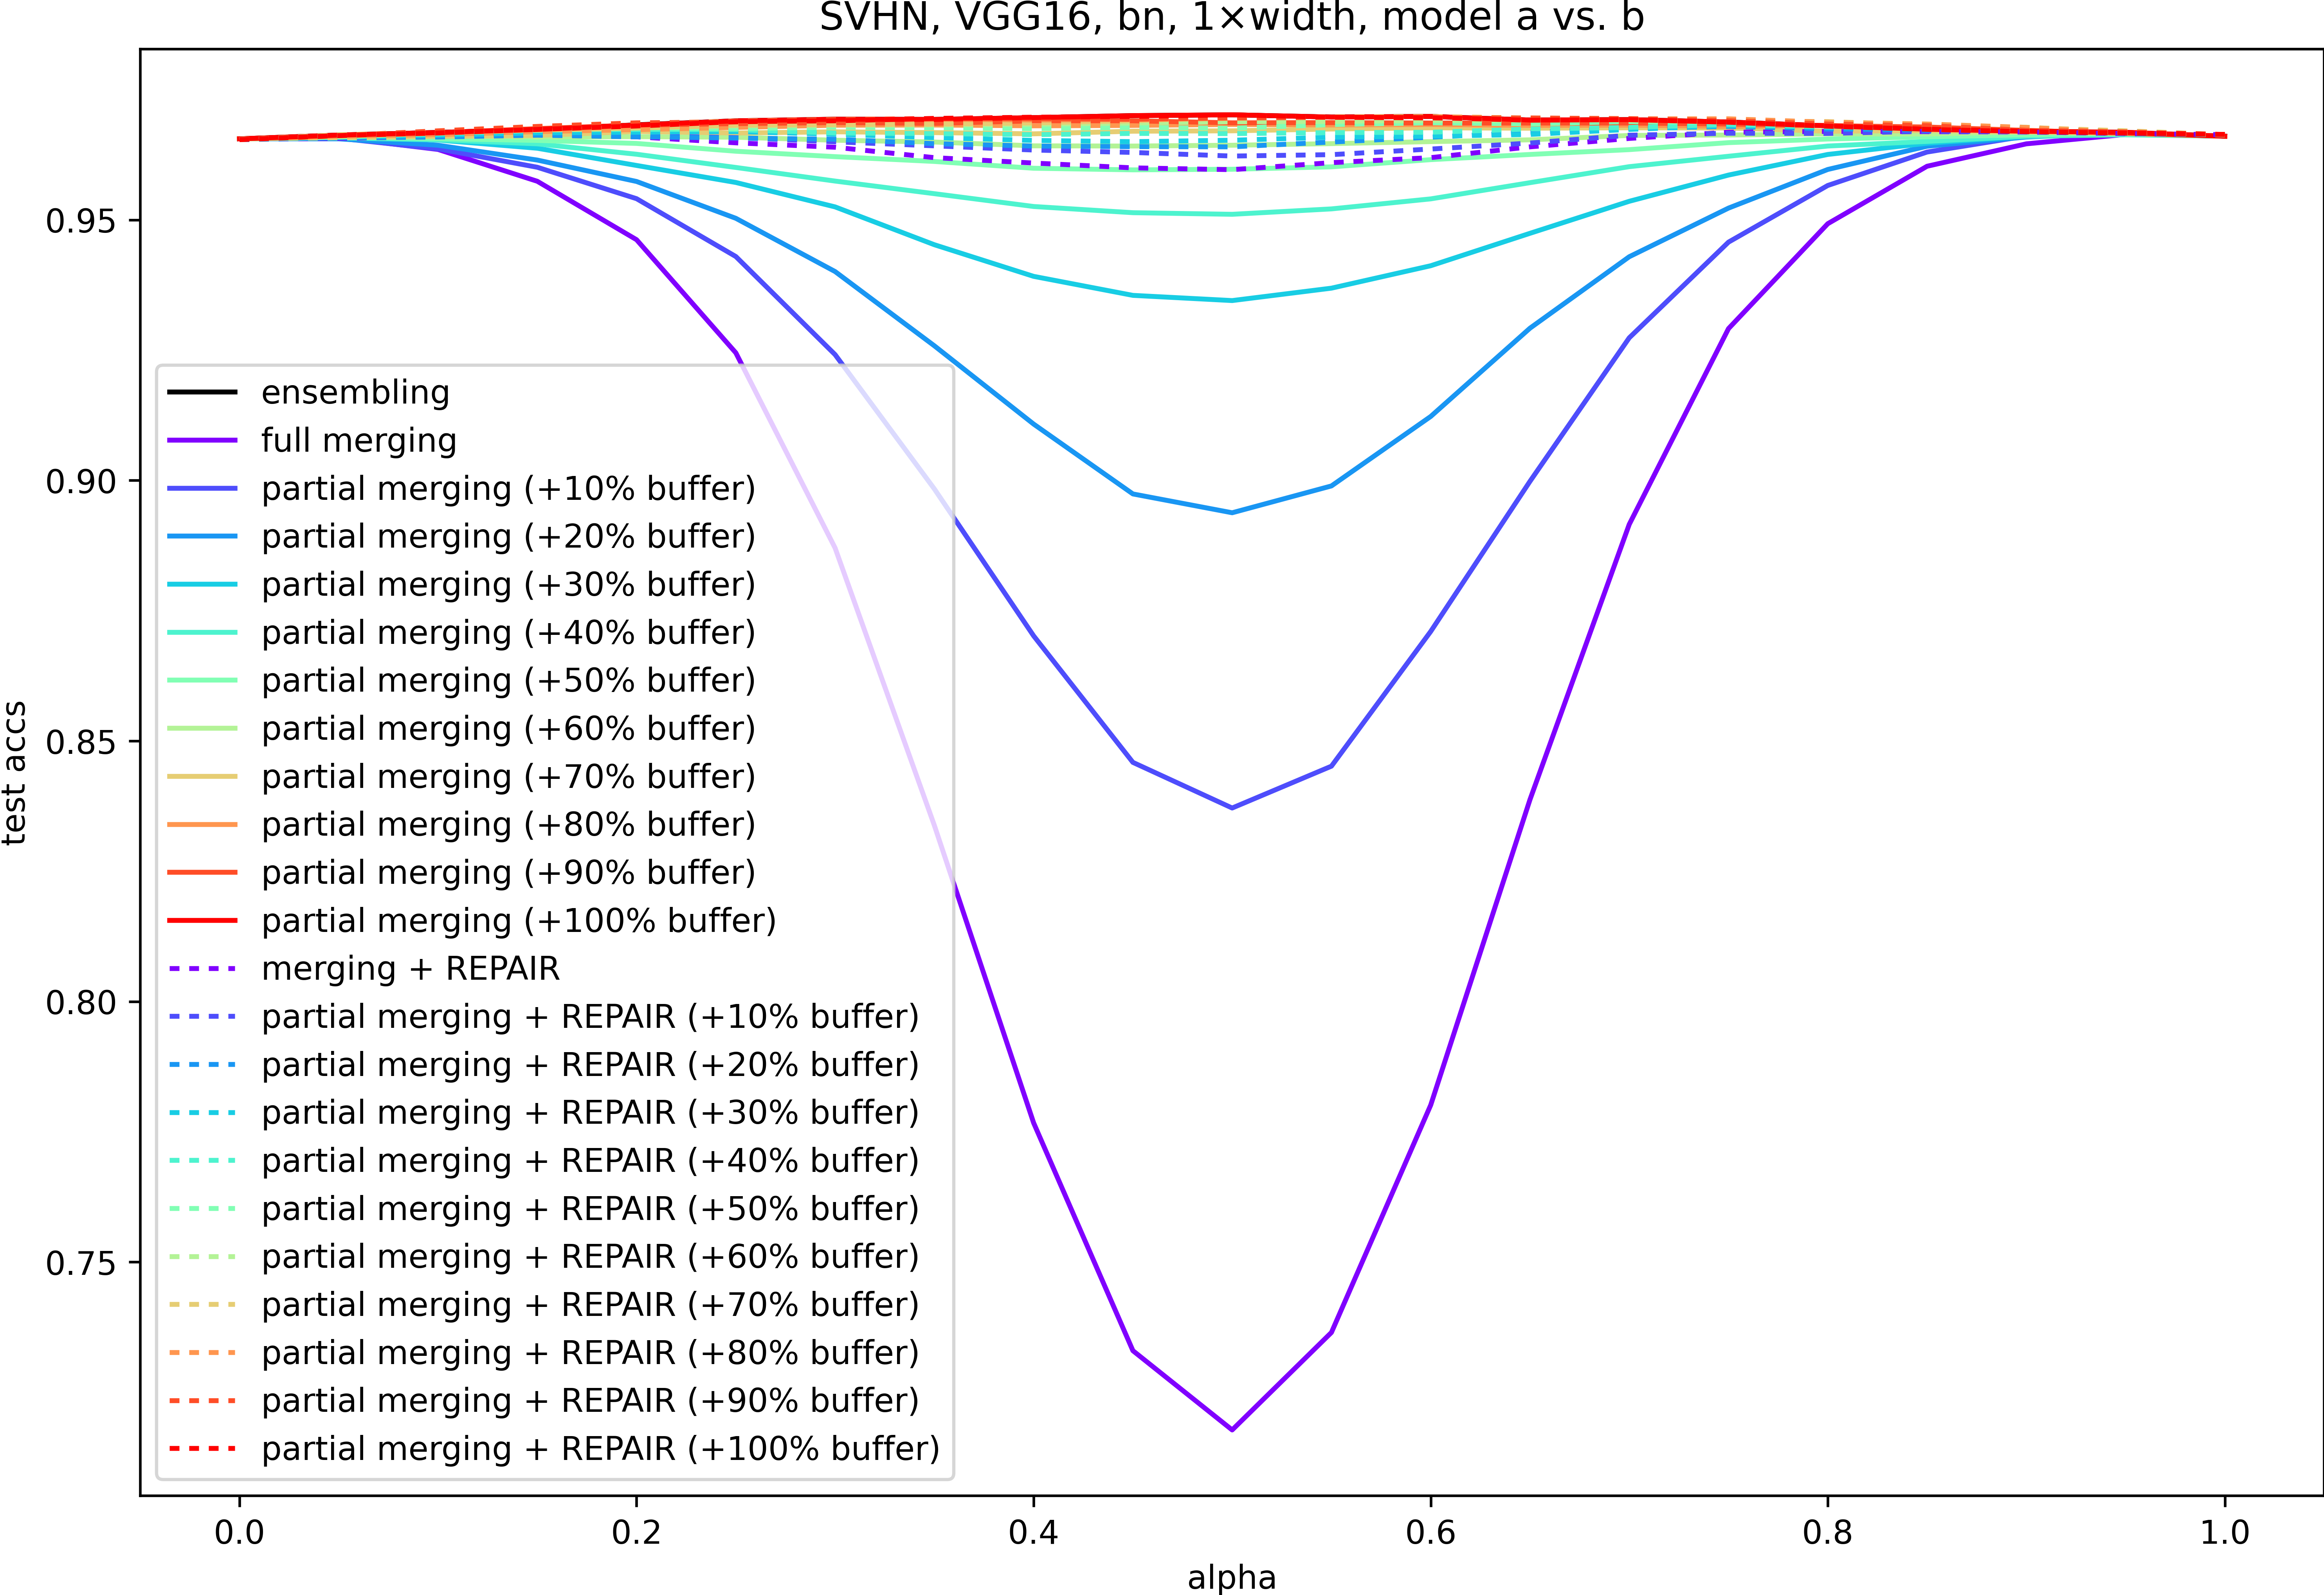 SVHN, VGG16, bn, 1×width, model a vs. b
test accs
0.95
0.90
0.85
0.80
0.75
ensembling
full merging
partial merging (+10% buffer)
partial merging (+20% buffer)
partial merging (+30% buffer)
partial merging (+40% buffer)
partial merging (+50% buffer)
partial merging (+60% buffer)
partial merging (+70% buffer)
partial merging (+80% buffer)
partial merging (+90% buffer)
partial merging (+100% buffer)
merging + REPAIR
partial merging + REPAIR (+10% buffer)
partial merging + REPAIR (+20% buffer)
partial merging + REPAIR (+30% buffer)
partial merging + REPAIR (+40% buffer)
partial merging + REPAIR (+50% buffer)
partial merging + REPAIR (+60% buffer)
partial merging + REPAIR (+70% buffer)
partial merging + REPAIR (+80% buffer)
partial merging + REPAIR (+90% buffer)
partial merging + REPAIR (+100% buffer)
0.0 0.2 0.4 0.6 0.8 1.0
alpha